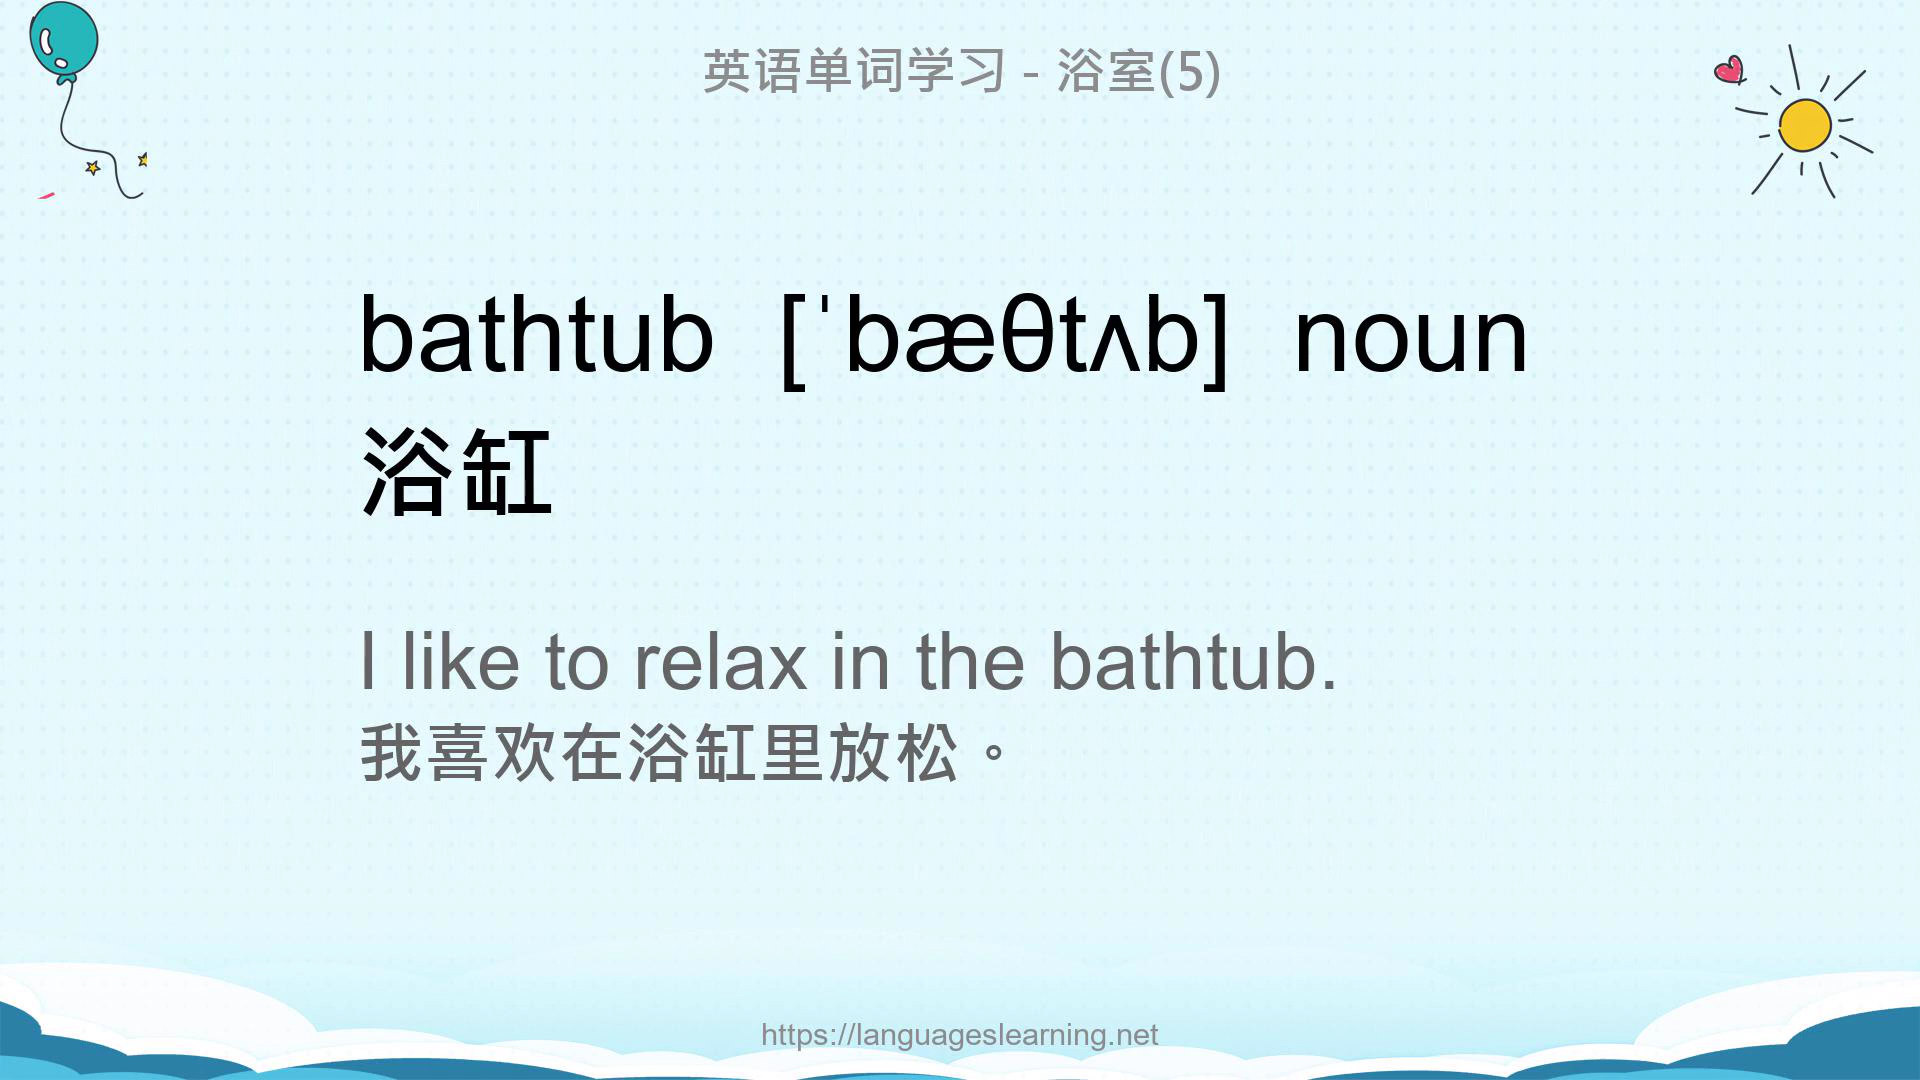 英语单词学习 - 浴室(5)
bathtub [ˈbæθtʌb] noun
浴缸
I like to relax in the bathtub.
我喜欢在浴缸里放松。
https://languageslearning.net